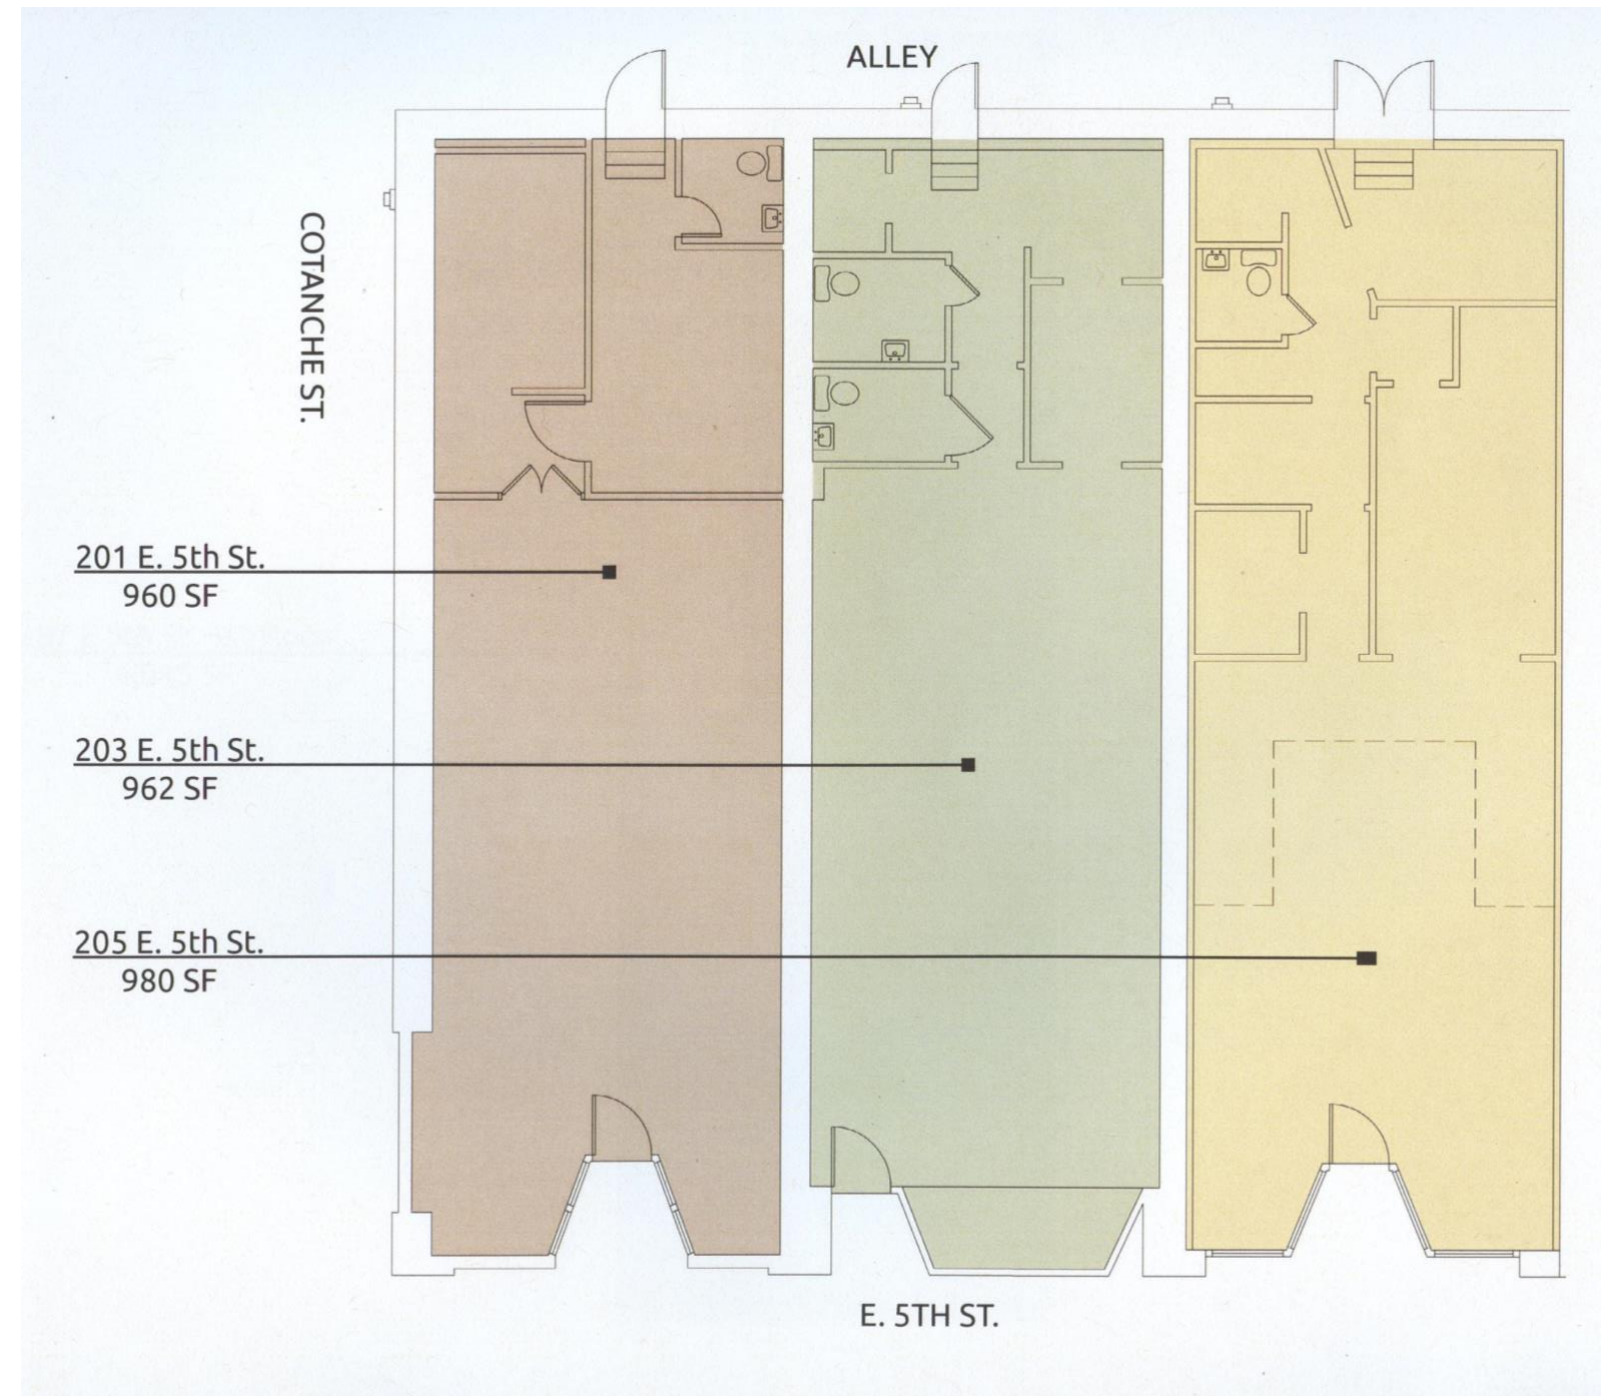 ALLEY
COTANCHE ST.
201 E. 5th St.
960 SF
203 E. 5th St.
962 SF
205 E. 5th St.
980 SF
E. 5TH ST.